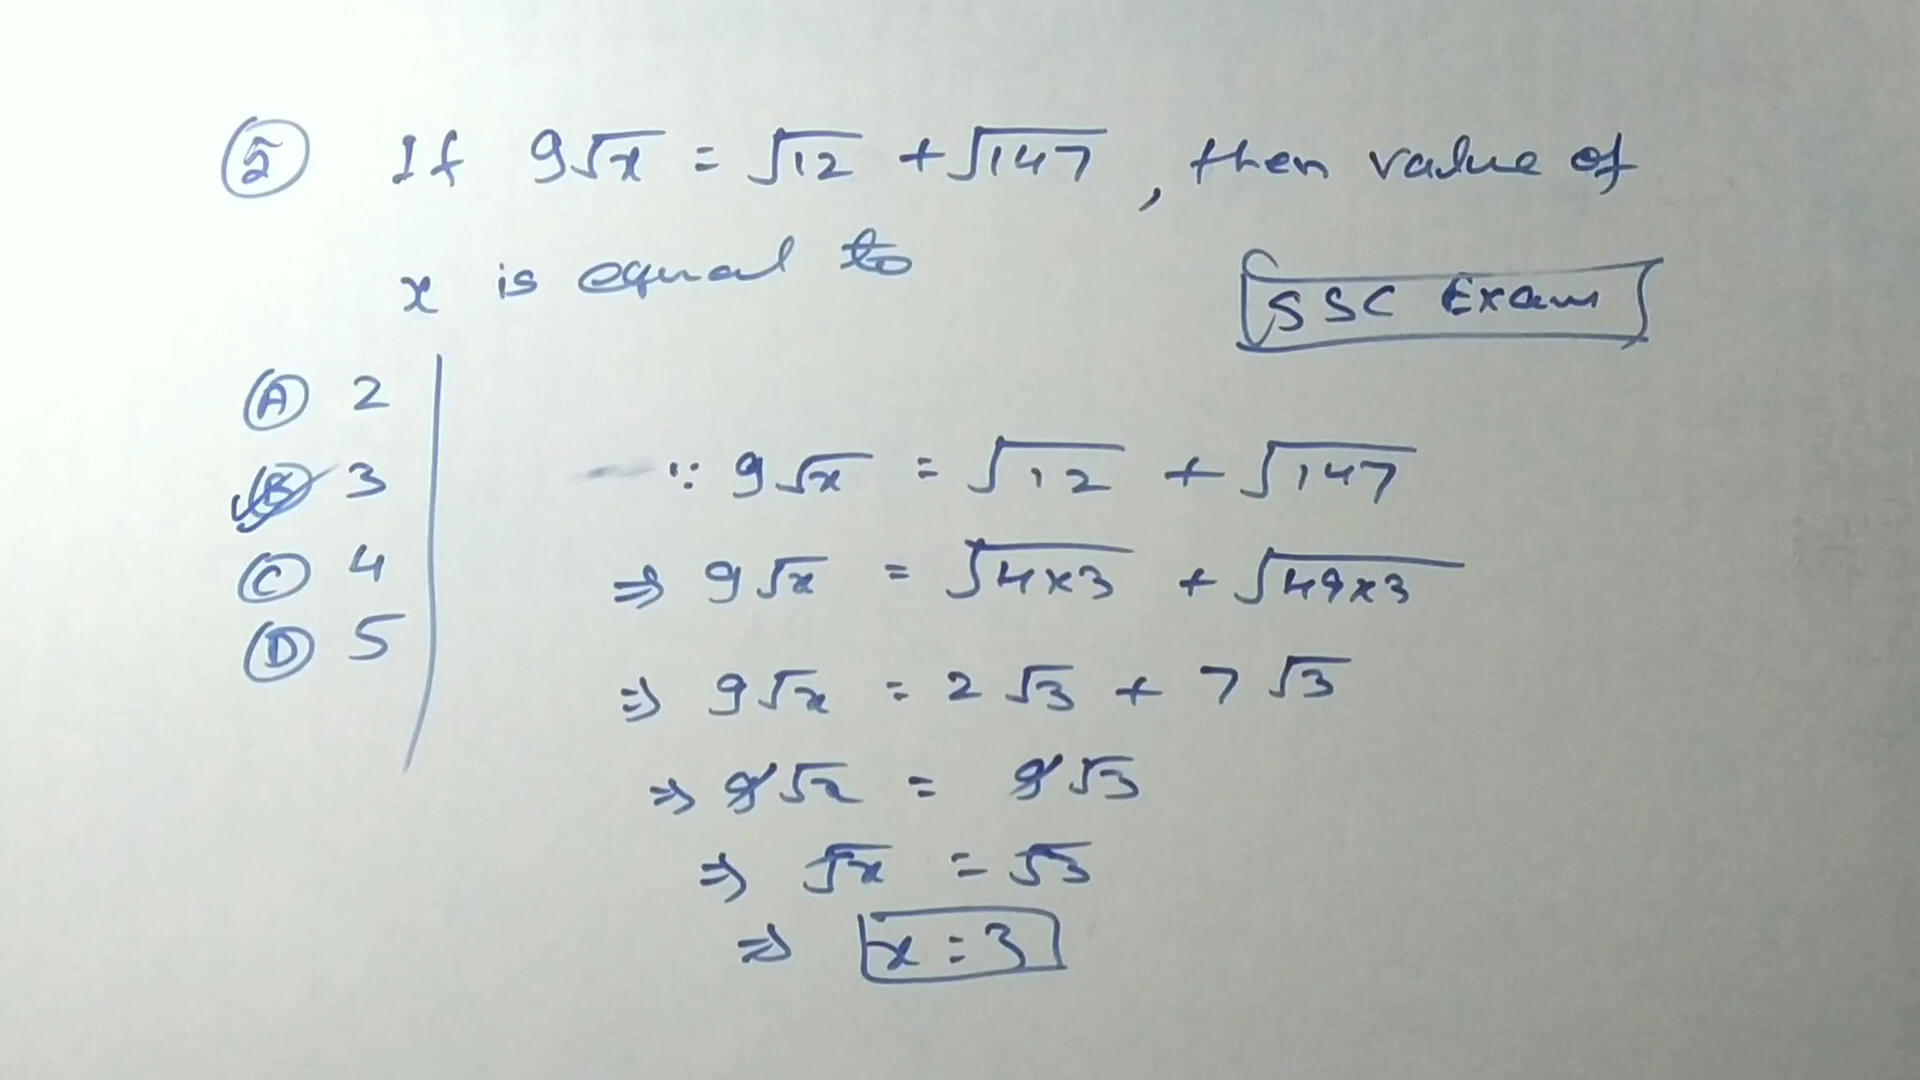 ② If 9√x = √12 + √147, then value of
x is equal to
SSC Exam
Ⓐ 2
Ⓑ 3
Ⓒ 4
Ⓓ 5
∵ 9√x = √12 + √147
⇒ 9√x = √4×3 + √49×3
⇒ 9√x = 2√3 + 7√3
⇒ 9√x = 9√3
⇒ √x = √3
⇒ x = 3